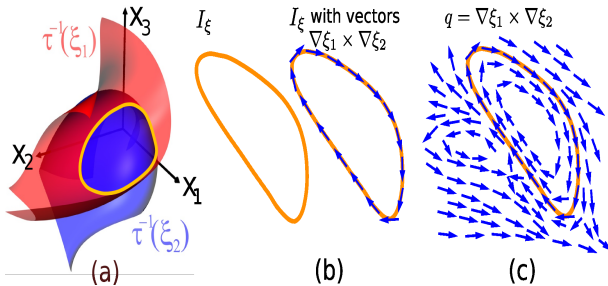 X₃
τ⁻¹(ξ₁)
X₂
X₁
τ⁻¹(ξ₂)
(a)
I_ξ
I_ξ with vectors
∇ξ₁ × ∇ξ₂
(b)
q = ∇ξ₁ × ∇ξ₂
(c)